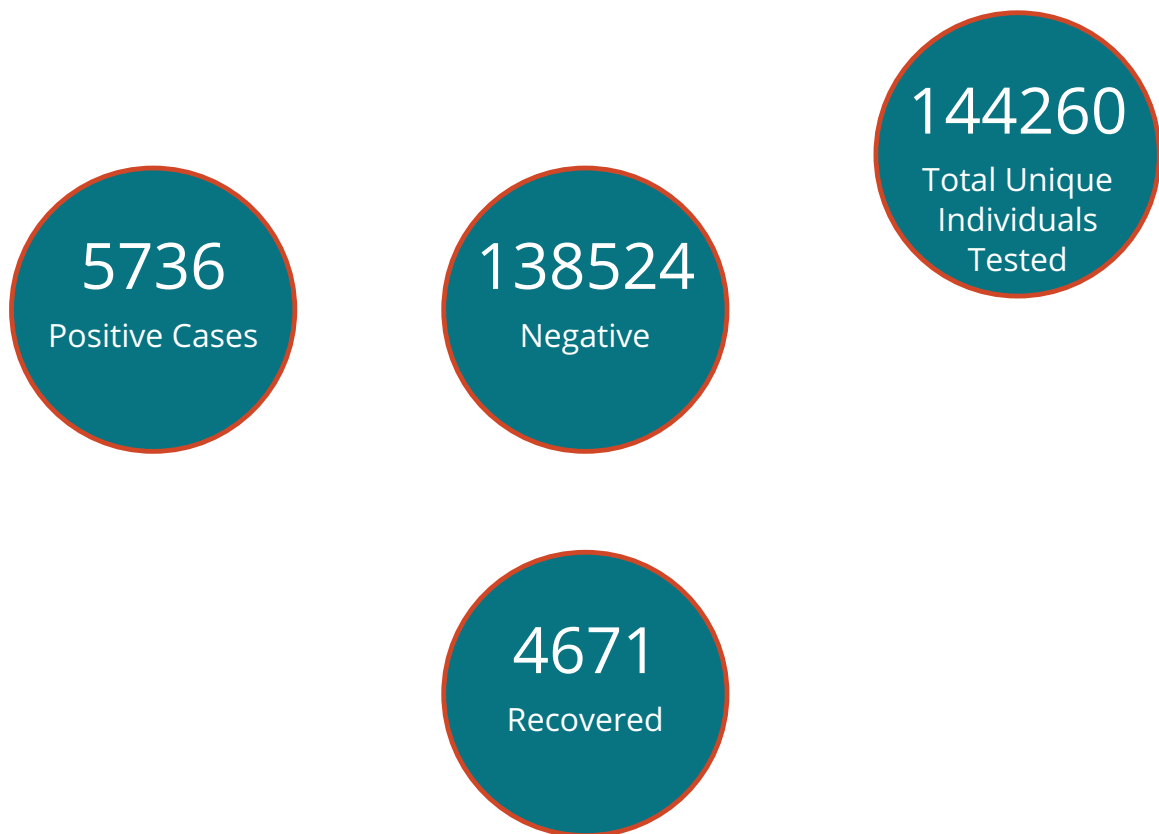 144260
Total Unique
Individuals
Tested
5736
Positive Cases
138524
Negative
4671
Recovered